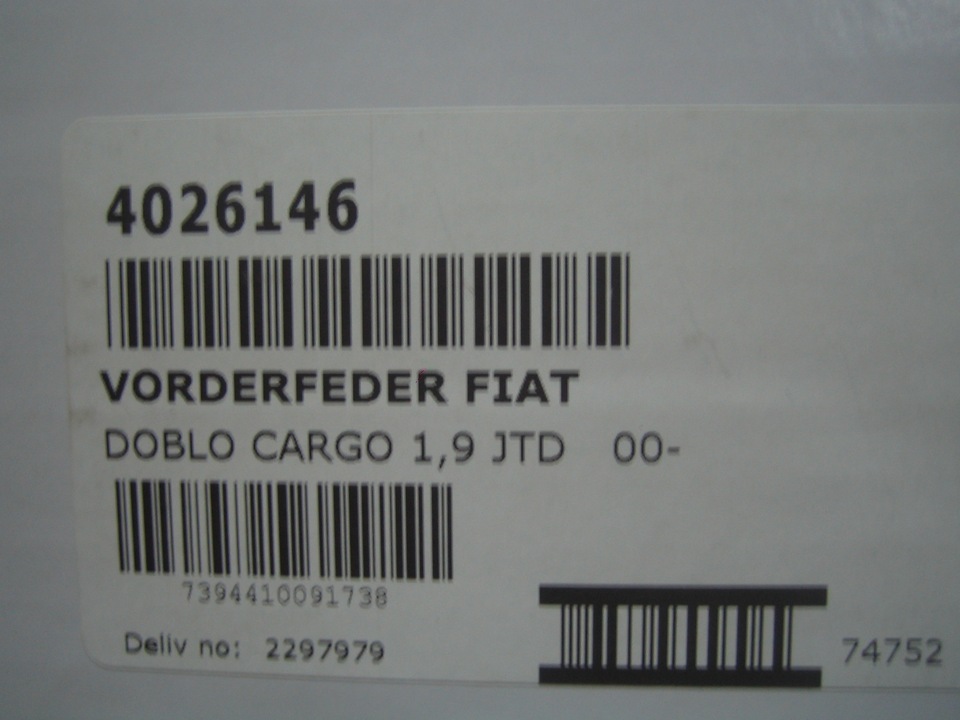 4026146
VORDERFEDER FIAT
DOBLO CARGO 1,9 JTD 00-
7394410091738
Deliv no: 2297979
74752